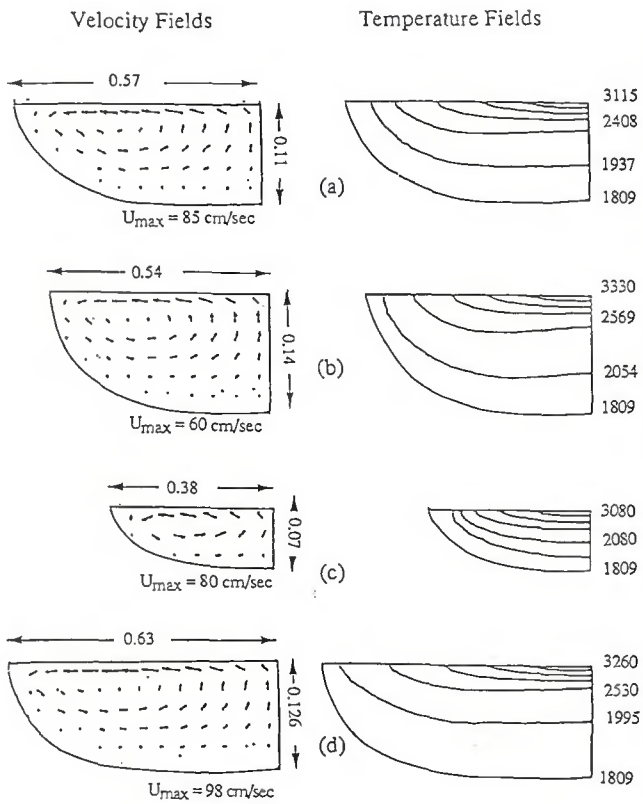 Velocity Fields
Temperature Fields
0.57
0.11
U_max = 85 cm/sec
(a)
3115
2408
1937
1809
0.54
0.14
U_max = 60 cm/sec
(b)
3330
2569
2054
1809
0.38
0.07
U_max = 80 cm/sec
(c)
3080
2080
1809
0.63
0.126
U_max = 98 cm/sec
(d)
3260
2530
1995
1809